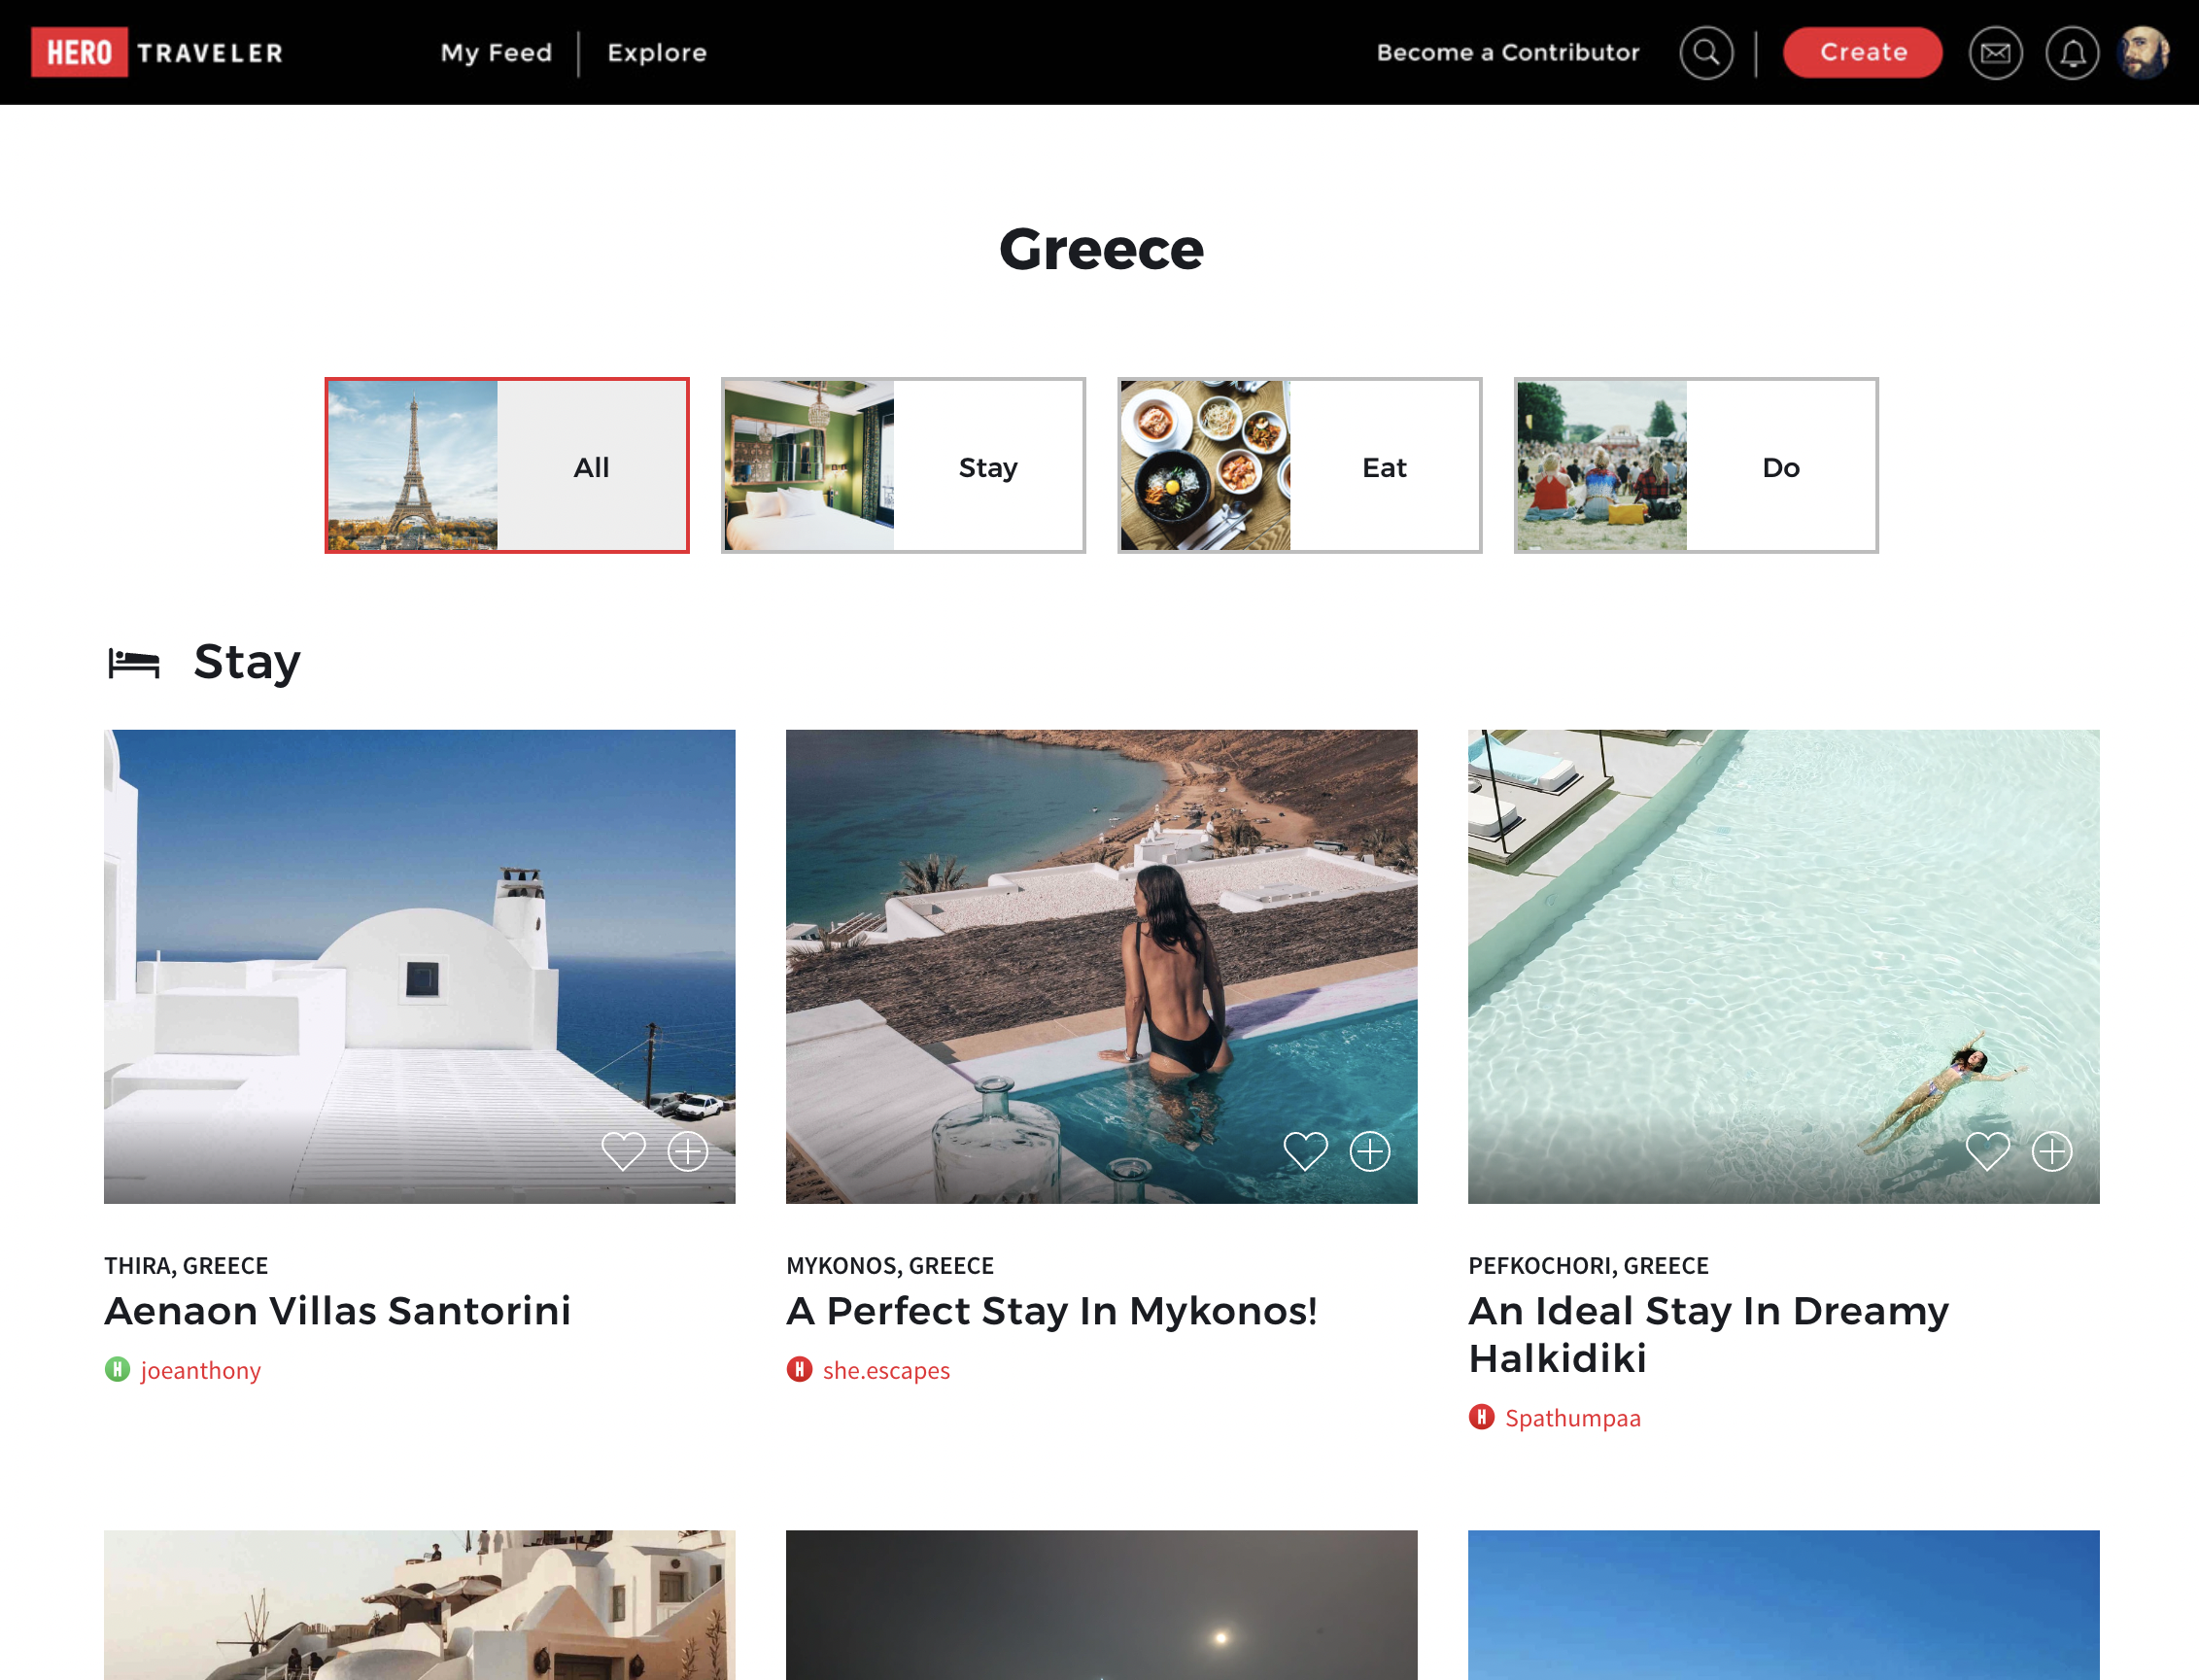 HERO TRAVELER
My Feed
Explore
Become a Contributor
Create
Greece
All
Stay
Eat
Do
Stay
THIRA, GREECE
Aenaon Villas Santorini
H joeanthony
MYKONOS, GREECE
A Perfect Stay In Mykonos!
H she.escapes
PEFKOCHORI, GREECE
An Ideal Stay In Dreamy
Halkidiki
H Spathumpaa